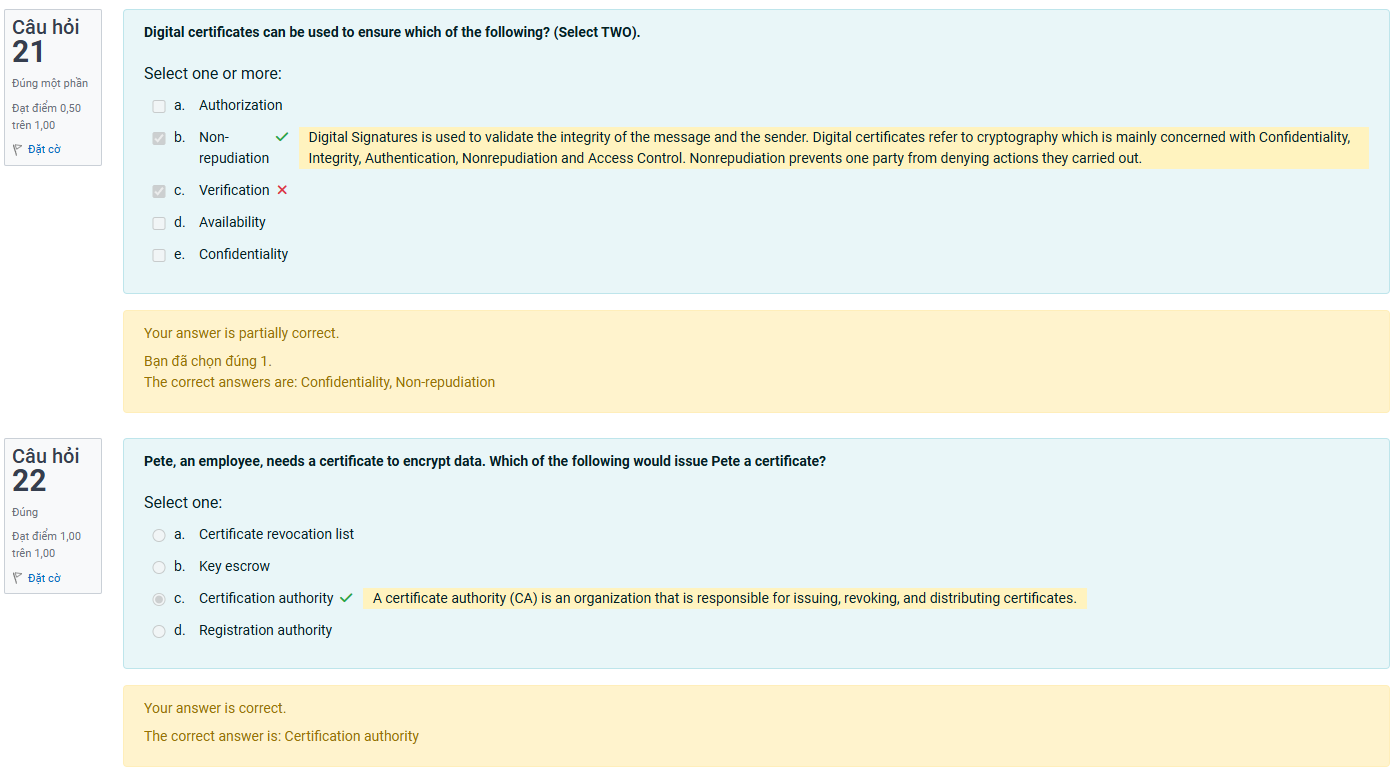 Câu hỏi
21
Đúng một phần
Đạt điểm 0,50
trên 1,00
Đặt cờ
Digital certificates can be used to ensure which of the following? (Select TWO).
Select one or more:
a. Authorization
b. Non-
repudiation
Digital Signatures is used to validate the integrity of the message and the sender. Digital certificates refer to cryptography which is mainly concerned with Confidentiality,
Integrity, Authentication, Nonrepudiation and Access Control. Nonrepudiation prevents one party from denying actions they carried out.
c. Verification
d. Availability
e. Confidentiality
Your answer is partially correct.
Bạn đã chọn đúng 1.
The correct answers are: Confidentiality, Non-repudiation
Câu hỏi
22
Đúng
Đạt điểm 1,00
trên 1,00
Đặt cờ
Pete, an employee, needs a certificate to encrypt data. Which of the following would issue Pete a certificate?
Select one:
a. Certificate revocation list
b. Key escrow
c. Certification authority
A certificate authority (CA) is an organization that is responsible for issuing, revoking, and distributing certificates.
d. Registration authority
Your answer is correct.
The correct answer is: Certification authority